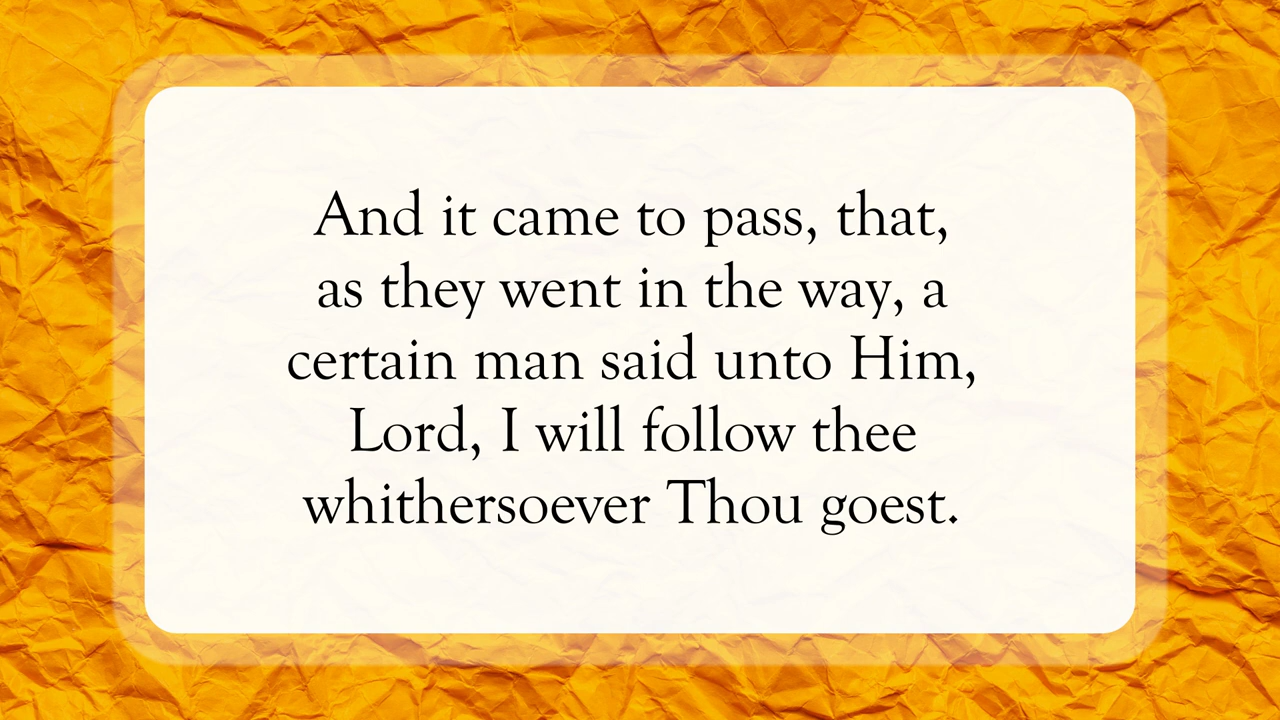 And it came to pass, that,
as they went in the way, a
certain man said unto Him,
Lord, I will follow thee
whithersoever Thou goest.